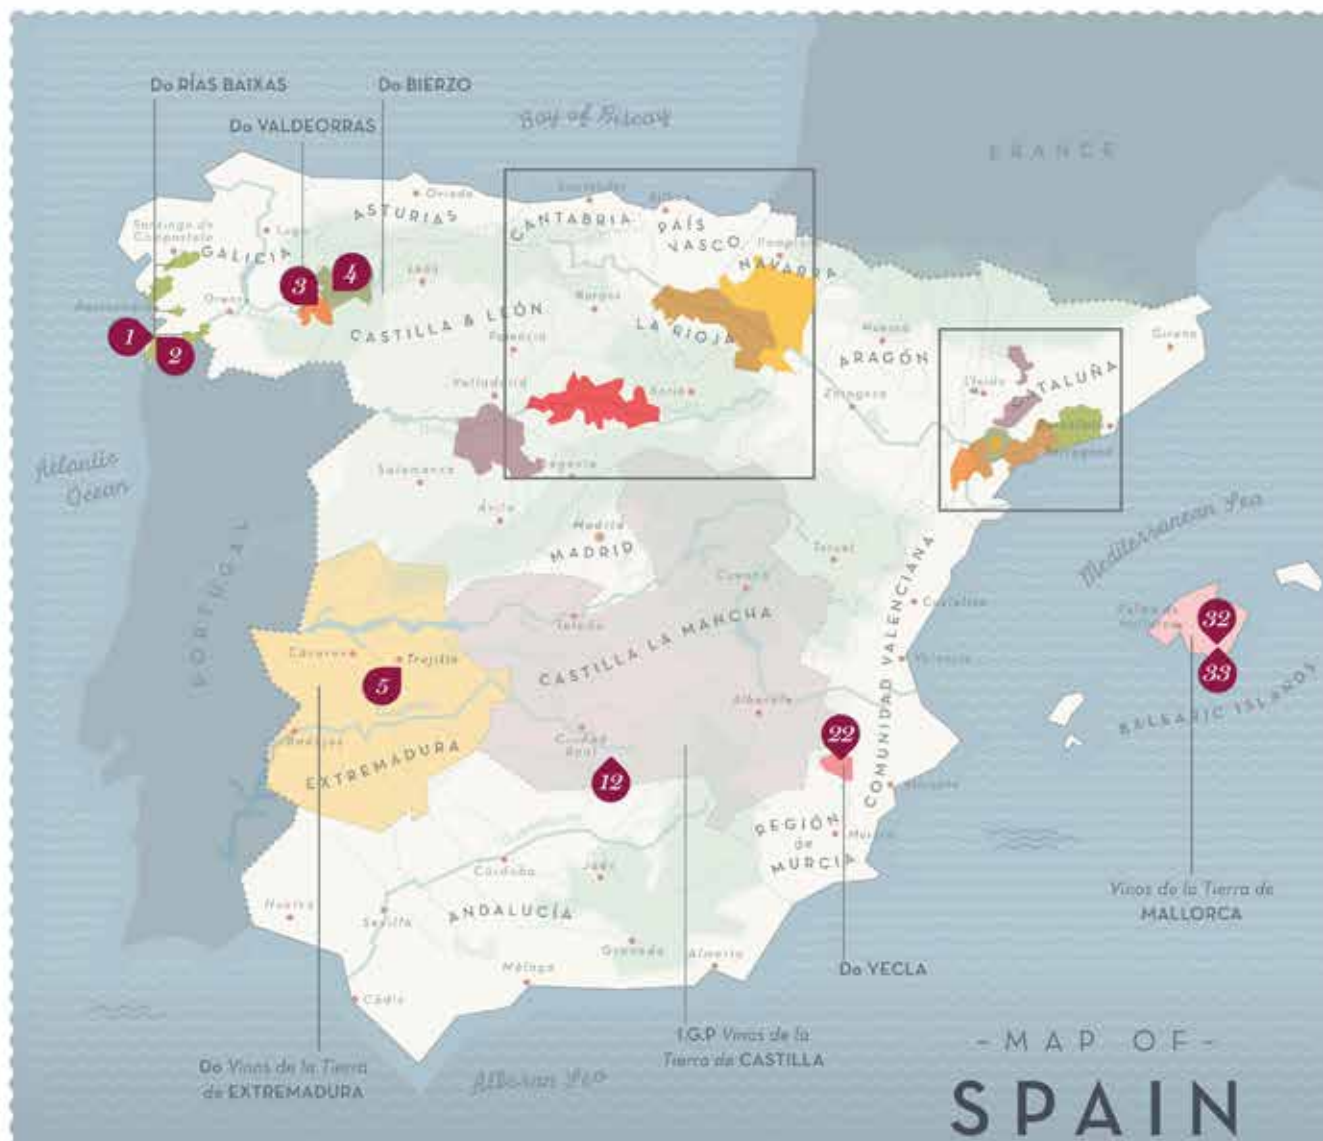 Do RÍAS BAIXAS
Do BIERZO
Do VALDEORRAS
Bay of Biscay
FRANCE
Oviedo
ASTURIAS
Santander
CANTABRIA
PAÍS
VASCO
NAVARRA
Santiago de
Compostela
Lugo
GALICIA
3
4
León
Burgos
Orense
1
2
CASTILLA & LEÓN
Palencia
LA RIOJA
Huesca
ARAGÓN
Girona
Lleida
CATALUÑA
Valladolid
Soria
Zaragoza
Salamanca
Segovia
Atlantic
Ocean
Ávila
Madrid
MADRID
Teruel
Mediterranean Sea
PORTUGAL
Cuenca
Castellón
Toledo
CASTILLA LA MANCHA
COMUNIDAD VALENCIANA
Palma de
Mallorca
32
33
Cáceres
Trujillo
5
Valencia
Albacete
BALEARIC ISLANDS
Badajoz
Ciudad
Real
EXTREMADURA
12
22
Alicante
REGIÓN
de
MURCIA
Murcia
Córdoba
Jaén
Vinos de la Tierra de
MALLORCA
Huelva
Sevilla
ANDALUCÍA
Granada
Almería
Málaga
Do YECLA
Cádiz
Do Vinos de la Tierra
de EXTREMADURA
I.G.P Vinos de la
Tierra de CASTILLA
Alboran Sea
- MAP OF -
SPAIN